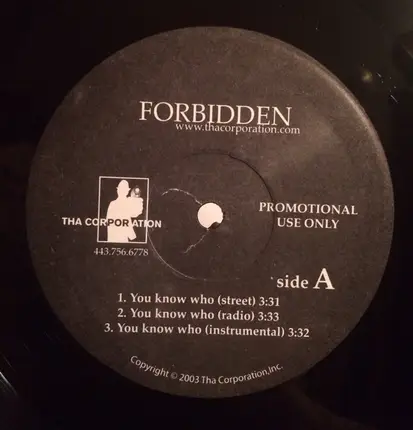 FORBIDDEN
www.thacorporation.com
THA CORPORATION
443.756.6778
PROMOTIONAL
USE ONLY
side A
1. You know who (street) 3:31
2. You know who (radio) 3:33
3. You know who (instrumental) 3:32
Copyright © 2003 Tha Corporation,Inc.